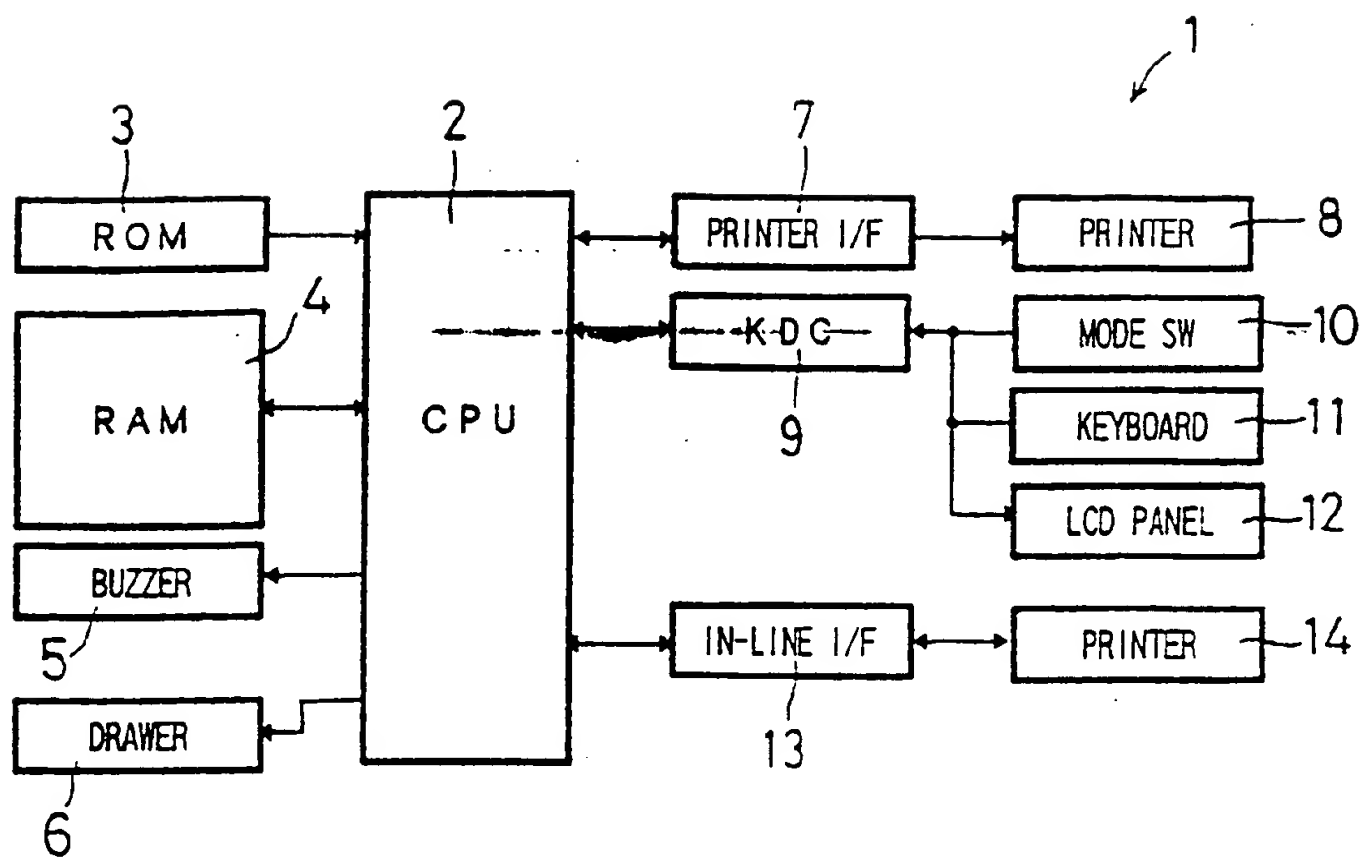 1
3
2
7
ROM
PRINTER I/F
PRINTER
8
4
KDC
MODE SW
10
RAM
CPU
9
KEYBOARD
11
LCD PANEL
12
BUZZER
5
IN-LINE I/F
PRINTER
14
13
DRAWER
6